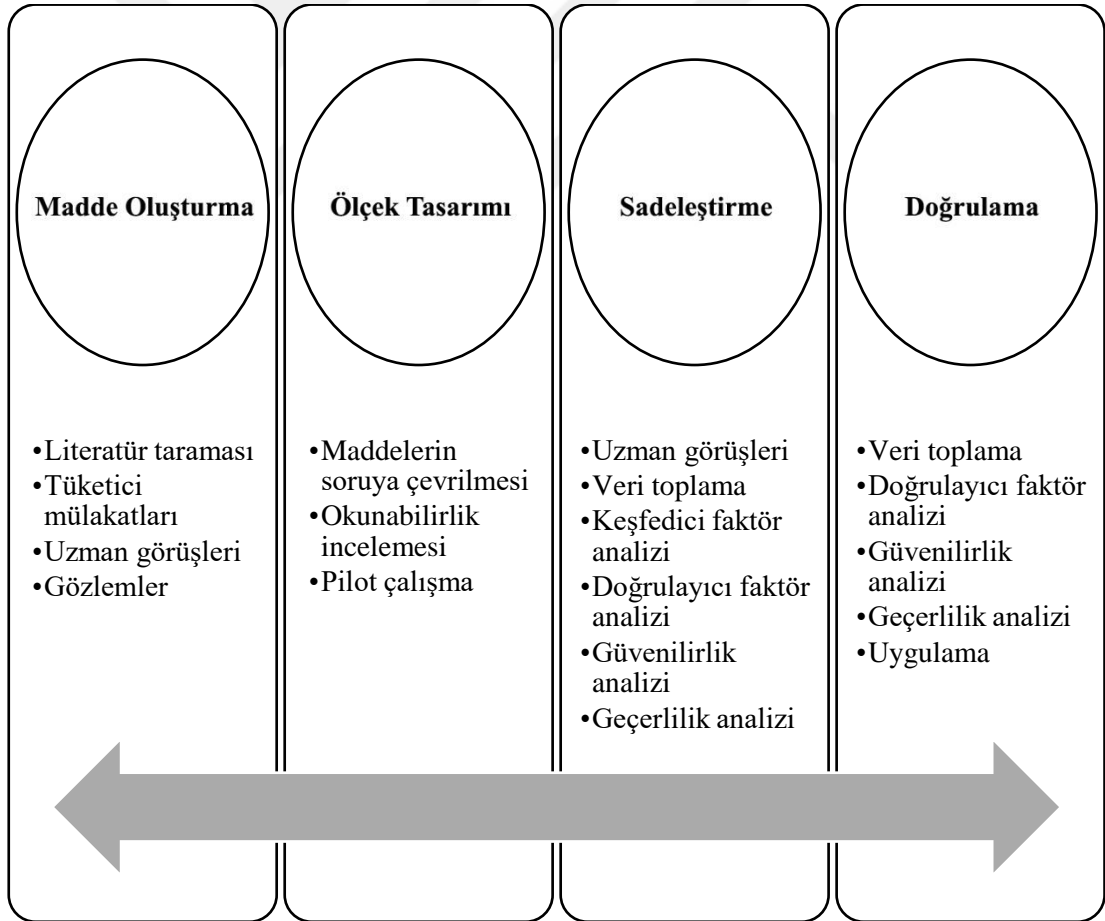 Madde Oluşturma
•Literatür taraması
•Tüketici
mülakatları
•Uzman görüşleri
•Gözlemler
Ölçek Tasarımı
•Maddelerin
soruya çevrilmesi
•Okunabilirlik
incelemesi
•Pilot çalışma
Sadeleştirme
•Uzman görüşleri
•Veri toplama
•Keşfedici faktör
analizi
•Doğrulayıcı faktör
analizi
•Güvenilirlik
analizi
•Geçerlilik analizi
Doğrulama
•Veri toplama
•Doğrulayıcı faktör
analizi
•Güvenilirlik
analizi
•Geçerlilik analizi
•Uygulama